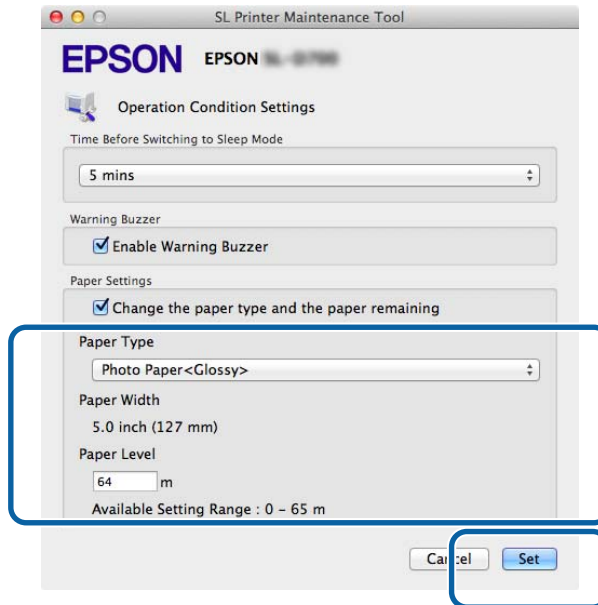 SL Printer Maintenance Tool
EPSON EPSON
Operation Condition Settings
Time Before Switching to Sleep Mode
5 mins
Warning Buzzer
Enable Warning Buzzer
Paper Settings
Change the paper type and the paper remaining
Paper Type
Photo Paper<Glossy>
Paper Width
5.0 inch (127 mm)
Paper Level
64 m
Available Setting Range : 0 – 65 m
Cancel Set